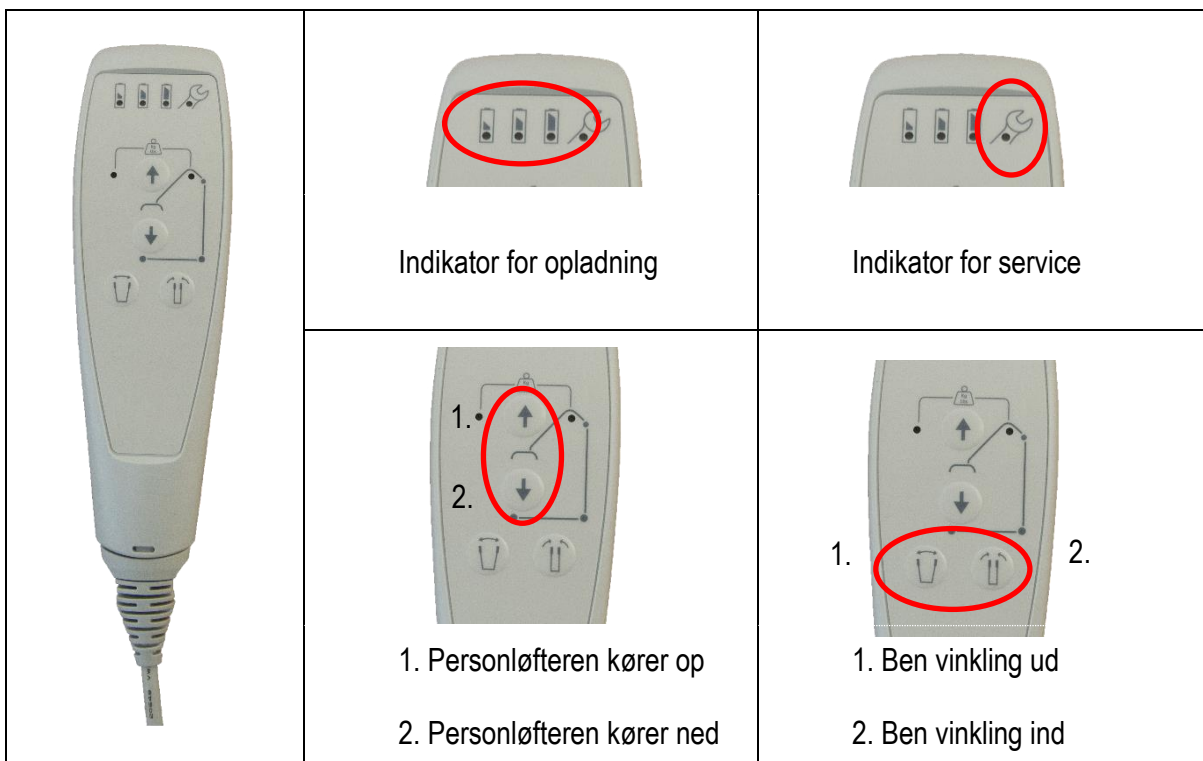 Indikator for opladning
Indikator for service
1.
2.
1. Personløfteren kører op
2. Personløfteren kører ned
1.
2.
1. Ben vinkling ud
2. Ben vinkling ind